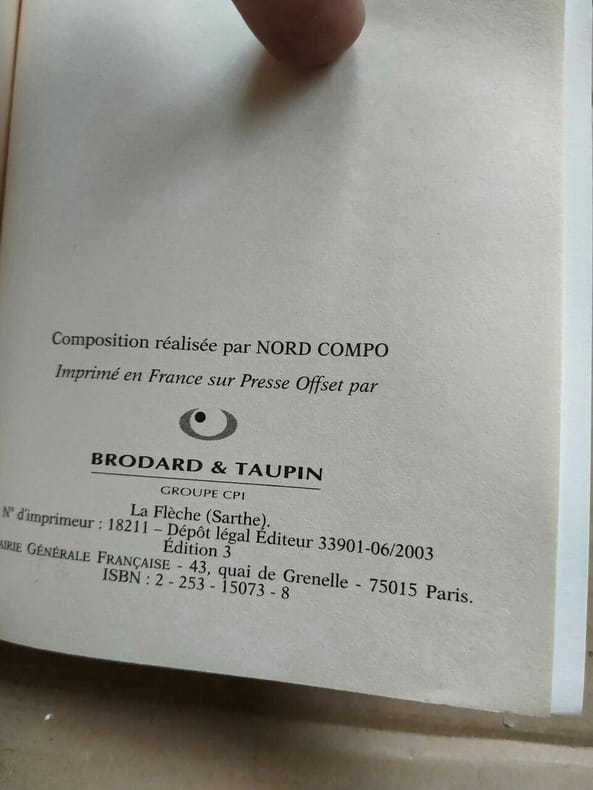 Composition réalisée par NORD COMPO
Imprimé en France sur Presse Offset par
BRODARD & TAUPIN
GROUPE CPI
La Flèche (Sarthe).
N° d'imprimeur : 18211 – Dépôt légal Éditeur 33901-06/2003
Édition 3
GÉNÉRALE FRANÇAISE - 43, quai de Grenelle - 75015 Paris.
ISBN : 2 - 253 - 15073 - 8